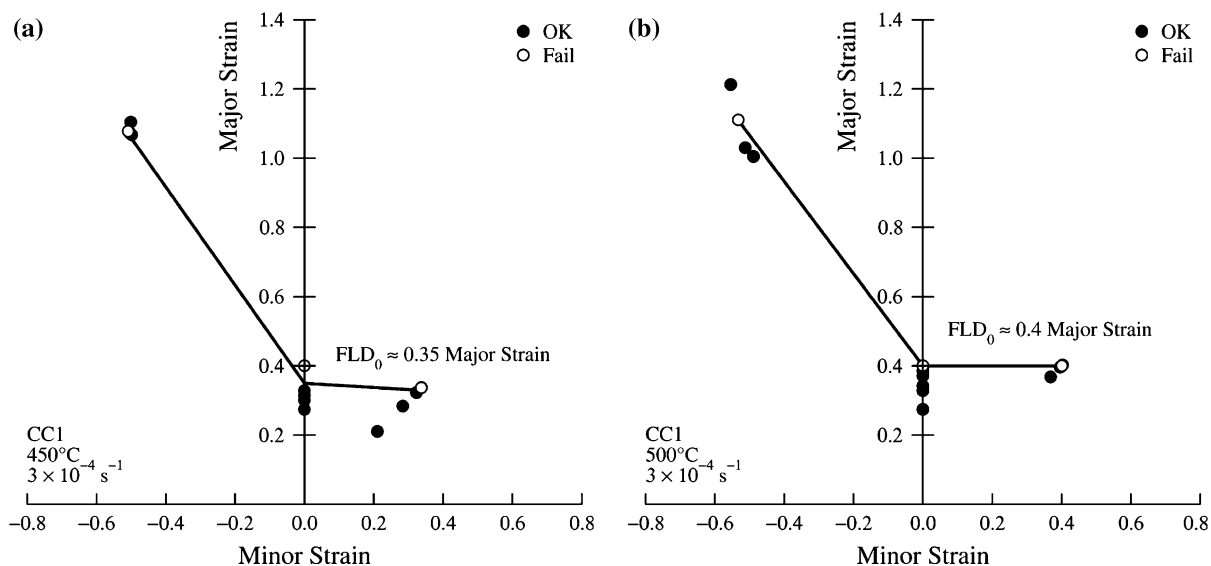 (a)
Major Strain
OK
Fail
1.4
1.2
1.0
0.8
0.6
0.4
0.2
FLD₀ ≈ 0.35 Major Strain
CC1
450°C
3 × 10⁻⁴ s⁻¹
−0.8 −0.6 −0.4 −0.2 0.0 0.2 0.4 0.6 0.8
Minor Strain
(b)
Major Strain
OK
Fail
1.4
1.2
1.0
0.8
0.6
0.4
0.2
FLD₀ ≈ 0.4 Major Strain
CC1
500°C
3 × 10⁻⁴ s⁻¹
−0.8 −0.6 −0.4 −0.2 0.0 0.2 0.4 0.6 0.8
Minor Strain